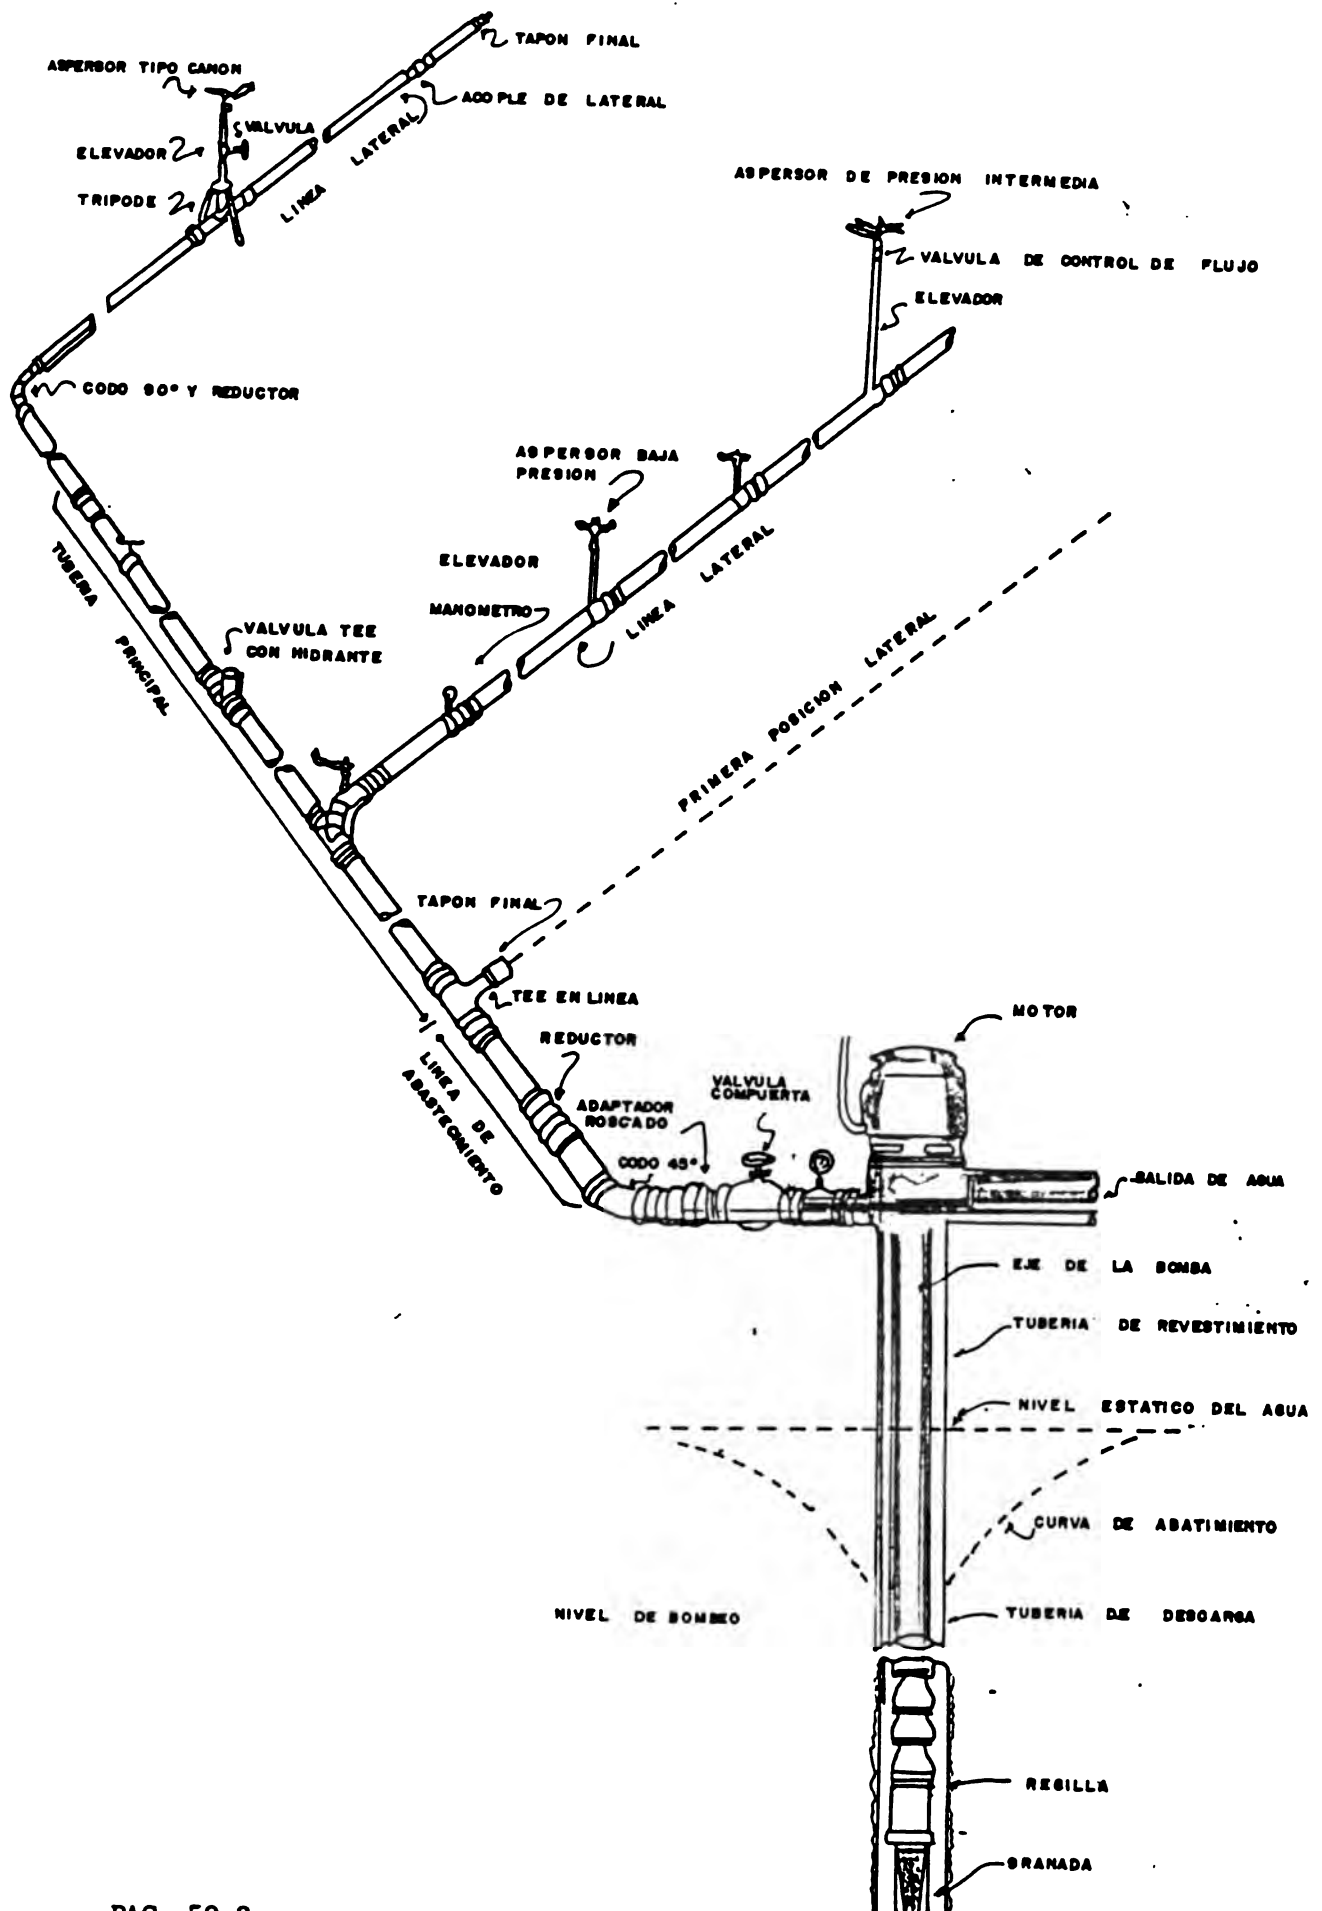 TAPON FINAL
ASPERSOR TIPO CANON
ACOPLE DE LATERAL
VALVULA
ELEVADOR
TRIPODE
LINEA LATERAL
ASPERSOR DE PRESION INTERMEDIA
VALVULA DE CONTROL DE FLUJO
ELEVADOR
CODO 90° Y REDUCTOR
ASPERSOR BAJA
PRESION
ELEVADOR
MANOMETRO
LINEA LATERAL
TUBERIA PRINCIPAL
VALVULA TEE
CON HIDRANTE
PRIMERA POSICION LATERAL
TAPON FINAL
TEE EN LINEA
REDUCTOR
LINEA DE
ABASTECIMIENTO
MOTOR
VALVULA
COMPUERTA
ADAPTADOR
ROSCADO
CODO 45°
SALIDA DE AGUA
EJE DE LA BOMBA
TUBERIA DE REVESTIMIENTO
NIVEL ESTATICO DEL AGUA
CURVA DE ABATIMIENTO
NIVEL DE BOMBEO
TUBERIA DE DESCARGA
REGILLA
GRANADA